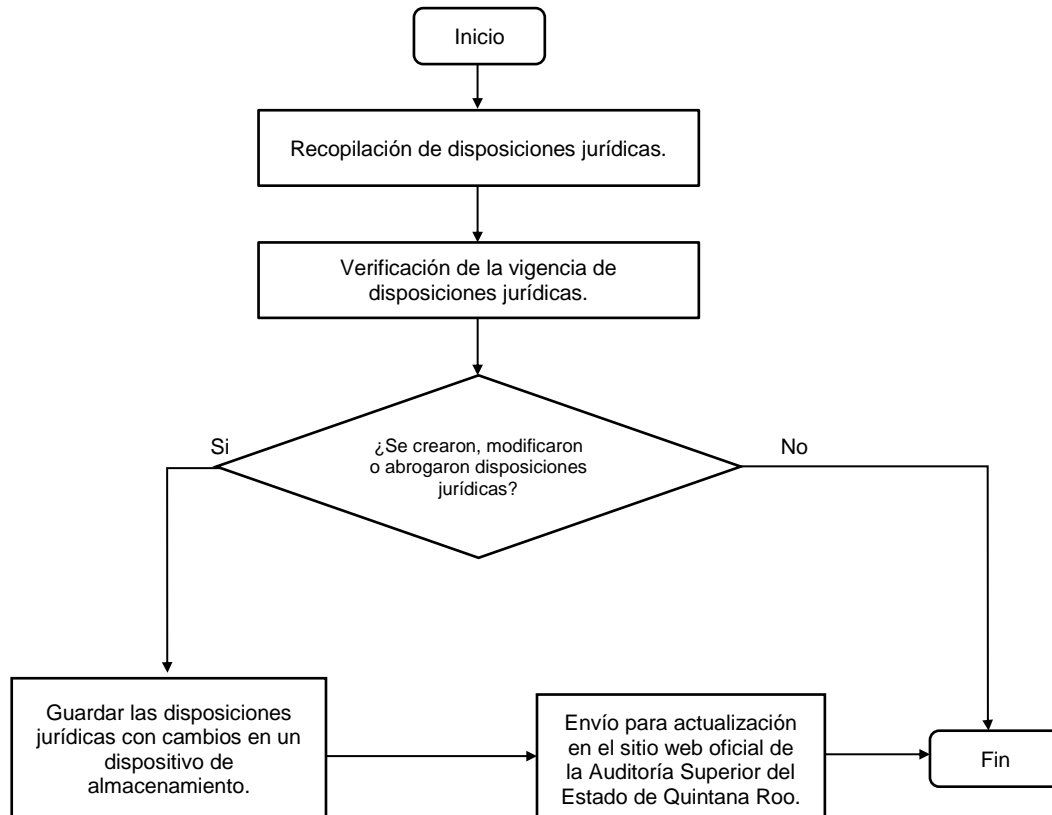 Inicio
Recopilación de disposiciones jurídicas.
Verificación de la vigencia de
disposiciones jurídicas.
¿Se crearon, modificaron
o abrogaron disposiciones
jurídicas?
Si
No
Guardar las disposiciones
jurídicas con cambios en un
dispositivo de
almacenamiento.
Envío para actualización
en el sitio web oficial de
la Auditoría Superior del
Estado de Quintana Roo.
Fin